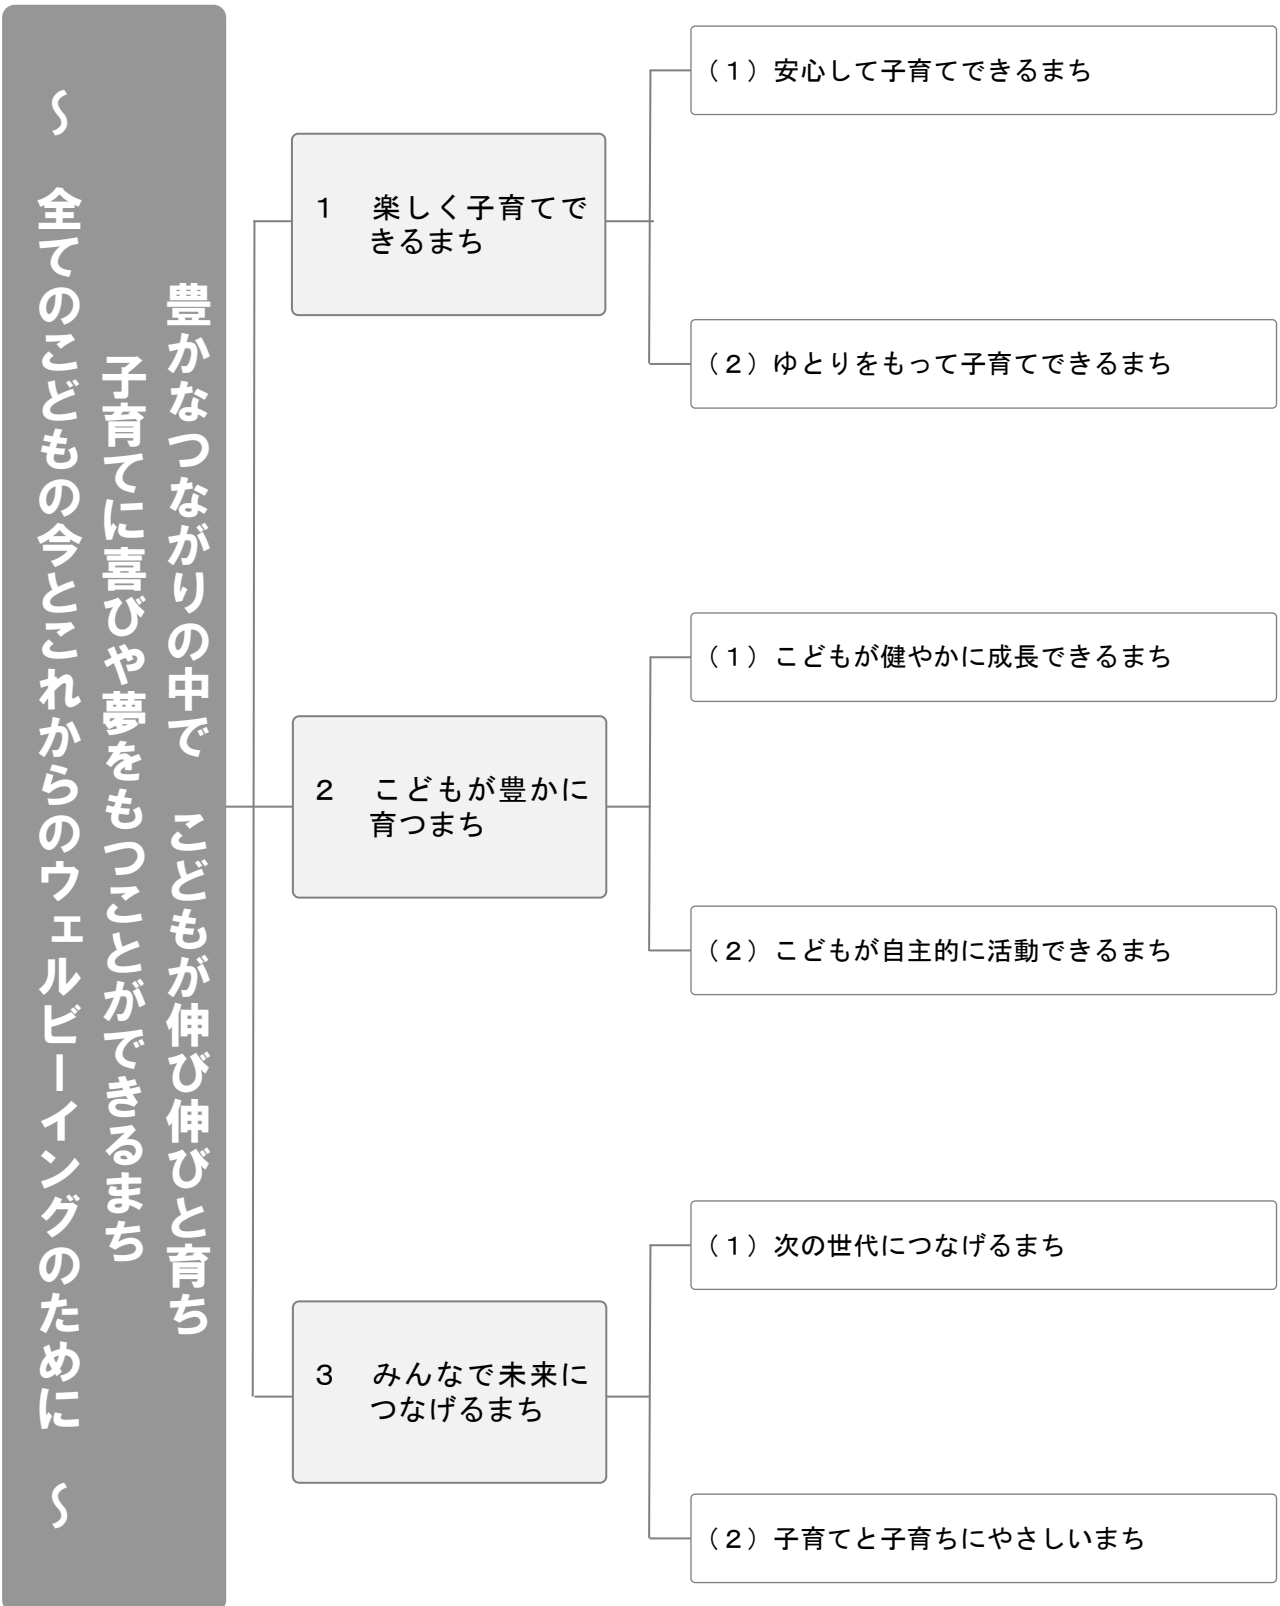 豊かなつながりの中で　こどもが伸び伸びと育ち
子育てに喜びや夢をもつことができるまち
～　全てのこどもの今とこれからのウェルビーイングのために　～
1　楽しく子育てで
きるまち
（１）安心して子育てできるまち
（２）ゆとりをもって子育てできるまち
2　こどもが豊かに
育つまち
（１）こどもが健やかに成長できるまち
（２）こどもが自主的に活動できるまち
3　みんなで未来に
つなげるまち
（１）次の世代につなげるまち
（２）子育てと子育ちにやさしいまち